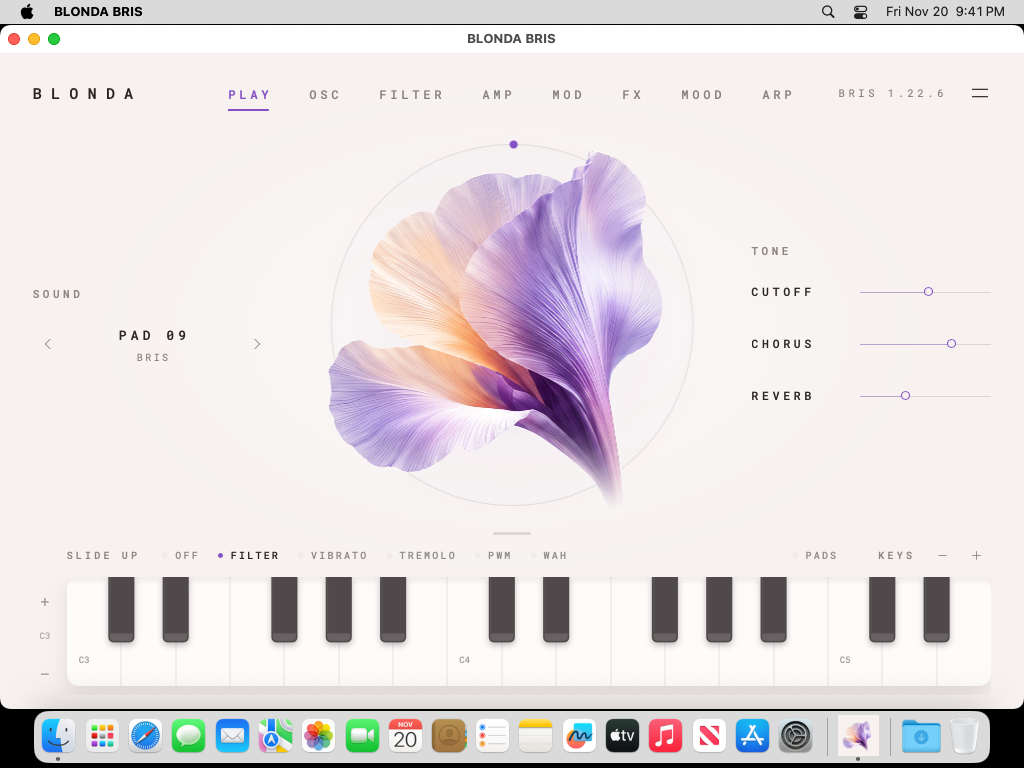 BLONDA BRIS
Fri Nov 20 9:41 PM
BLONDA BRIS
BLONDA
PLAY OSC FILTER AMP MOD FX MOOD ARP
BRIS 1.22.6
SOUND
PAD 09
BRIS
TONE
CUTOFF
CHORUS
REVERB
SLIDE UP OFF FILTER VIBRATO TREMOLO PWM WAH
PADS KEYS − +
+
C3
−
C3 C4 C5
NOV
20
tv